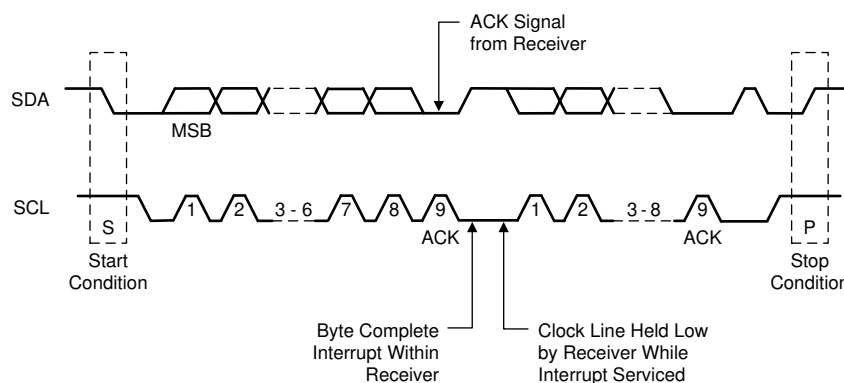 ACK Signal
from Receiver
SDA
MSB
SCL
S
1
2
3 - 6
7
8
9
ACK
1
2
3 - 8
9
ACK
P
Start
Condition
Stop
Condition
Byte Complete
Interrupt Within
Receiver
Clock Line Held Low
by Receiver While
Interrupt Serviced